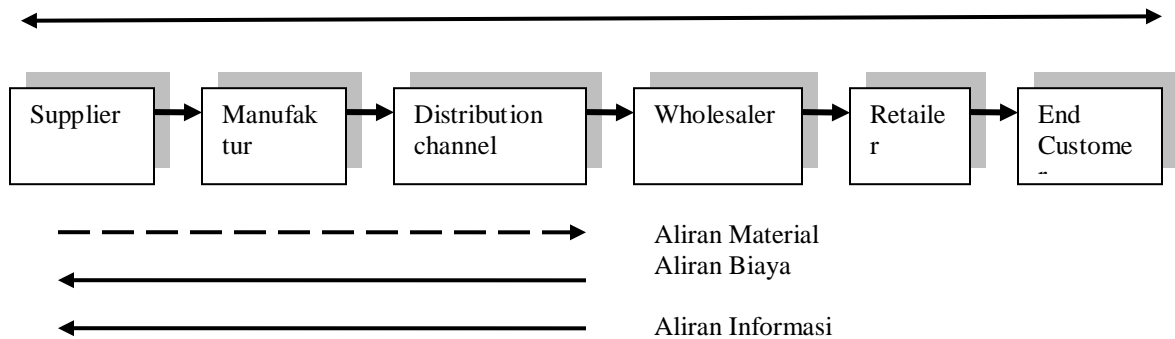 Supplier
Manufak
tur
Distribution
channel
Wholesaler
Retaile
r
End
Custome
r
Aliran Material
Aliran Biaya
Aliran Informasi